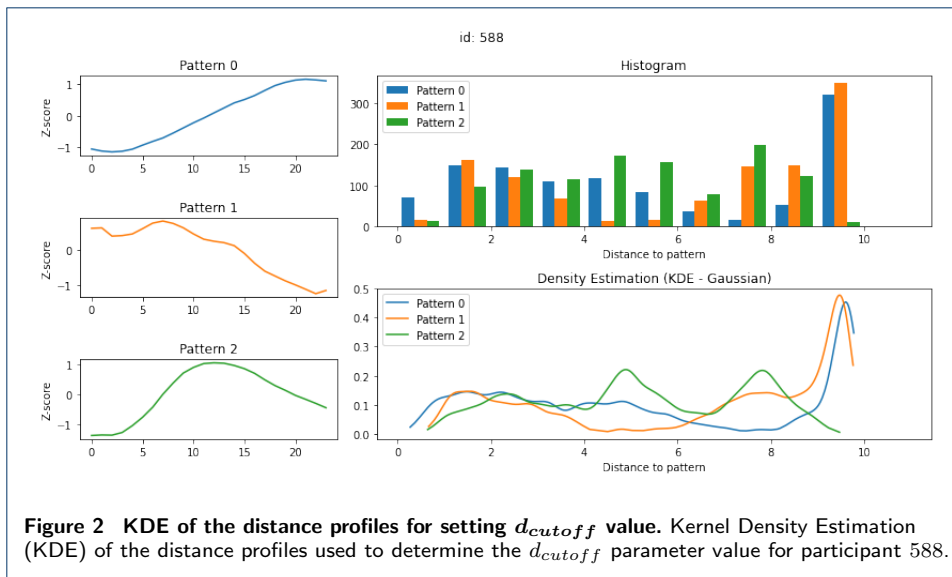 id: 588
Pattern 0
Z-score
1
0
−1
0 5 10 15 20
Pattern 1
Z-score
0
−1
0 5 10 15 20
Pattern 2
Z-score
1
0
−1
0 5 10 15 20
Histogram
Pattern 0
Pattern 1
Pattern 2
300
200
100
0
0 2 4 6 8 10
Distance to pattern
Density Estimation (KDE - Gaussian)
Pattern 0
Pattern 1
Pattern 2
0.5
0.4
0.3
0.2
0.1
0.0
0 2 4 6 8 10
Distance to pattern
Figure 2 KDE of the distance profiles for setting d_cutoff value. Kernel Density Estimation
(KDE) of the distance profiles used to determine the d_cutoff parameter value for participant 588.